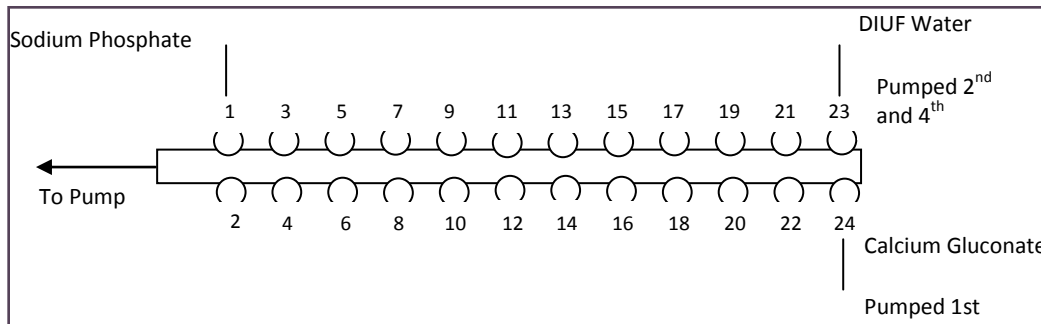 DIUF Water
Sodium Phosphate
Pumped 2nd
and 4th
1 3 5 7 9 11 13 15 17 19 21 23
To Pump
2 4 6 8 10 12 14 16 18 20 22 24
Calcium Gluconate
Pumped 1st